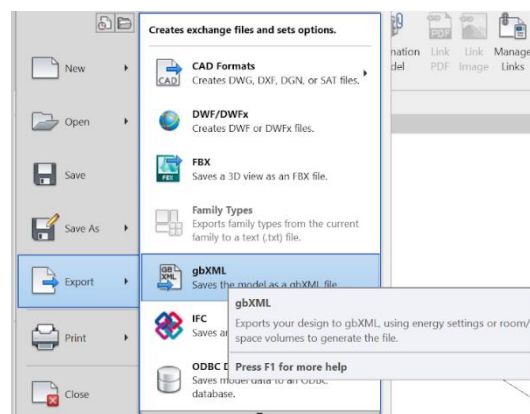 Creates exchange files and sets options.
New
Open
Save
Save As
Export
Print
Close
CAD
CAD Formats
Creates DWG, DXF, DGN, or SAT files.
DWF/DWFx
Creates DWF or DWFx files.
FBX
FBX
Saves a 3D view as an FBX file.
Family Types
Exports family types from the current
family to a text (.txt) file.
GB
XML
gbXML
Saves the model as a gbXML file.
IFC
Saves
ODBC
Saves model data to an ODBC
database.
gbXML
Exports your design to gbXML, using energy settings or room/
space volumes to generate the file.
Press F1 for more help
PDF
Link
PDF
Link
Image
Manage
Links